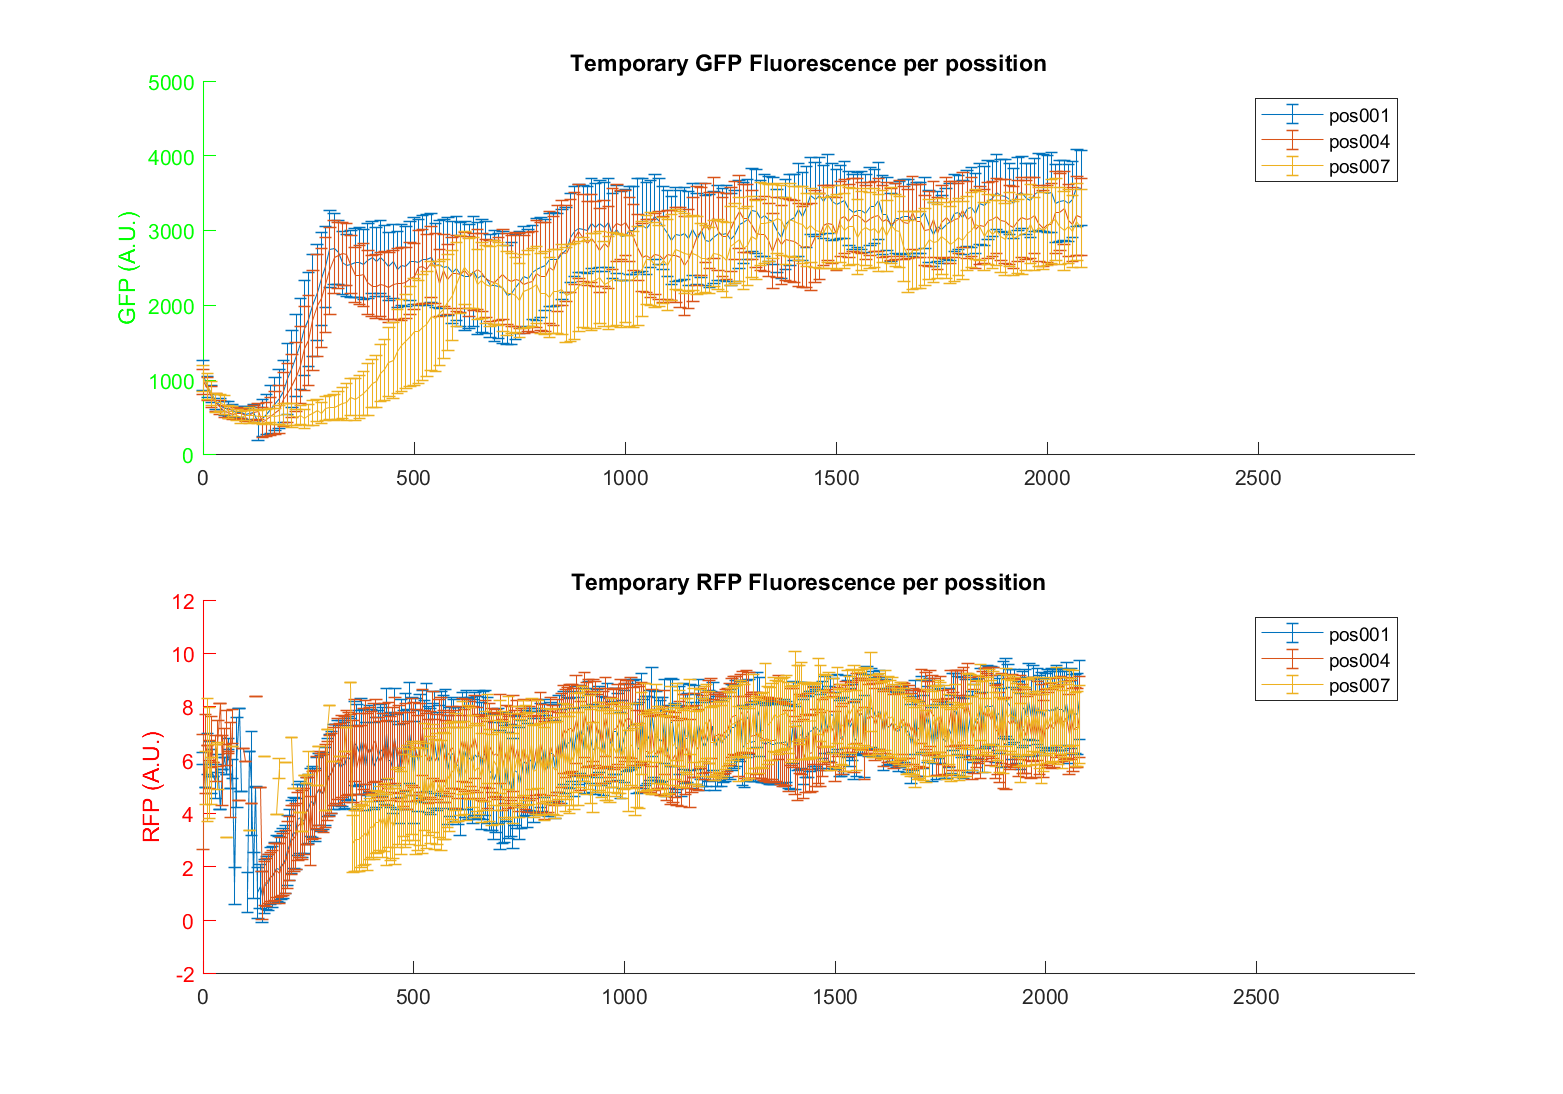 Temporary GFP Fluorescence per possition
5000
4000
3000
2000
1000
0
GFP (A.U.)
0 500 1000 1500 2000 2500
pos001
pos004
pos007
Temporary RFP Fluorescence per possition
12
10
8
6
4
2
0
-2
RFP (A.U.)
0 500 1000 1500 2000 2500
pos001
pos004
pos007